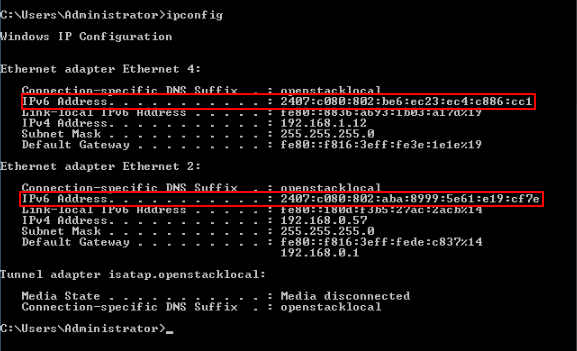 C:\Users\Administrator>ipconfig
Windows IP Configuration
Ethernet adapter Ethernet 4:
Connection-specific DNS Suffix  . : openstacklocal
IPv6 Address. . . . . . . . . . . : 2407:c080:802:be6:ec23:ec4:c886:cc1
Link-local IPv6 Address . . . . . : fe80::8836:a693:1b03:a17d%19
IPv4 Address. . . . . . . . . . . : 192.168.1.12
Subnet Mask . . . . . . . . . . . : 255.255.255.0
Default Gateway . . . . . . . . . : fe80::f816:3eff:fe3e:1e1e%19
Ethernet adapter Ethernet 2:
Connection-specific DNS Suffix  . : openstacklocal
IPv6 Address. . . . . . . . . . . : 2407:c080:802:aba:8999:5e61:e19:cf7e
Link-local IPv6 Address . . . . . : fe80::180d:f3b5:27ac:2acb%14
IPv4 Address. . . . . . . . . . . : 192.168.0.57
Subnet Mask . . . . . . . . . . . : 255.255.255.0
Default Gateway . . . . . . . . . : fe80::f816:3eff:fede:c837%14
192.168.0.1
Tunnel adapter isatap.openstacklocal:
Media State . . . . . . . . . . . : Media disconnected
Connection-specific DNS Suffix  . : openstacklocal
C:\Users\Administrator>_